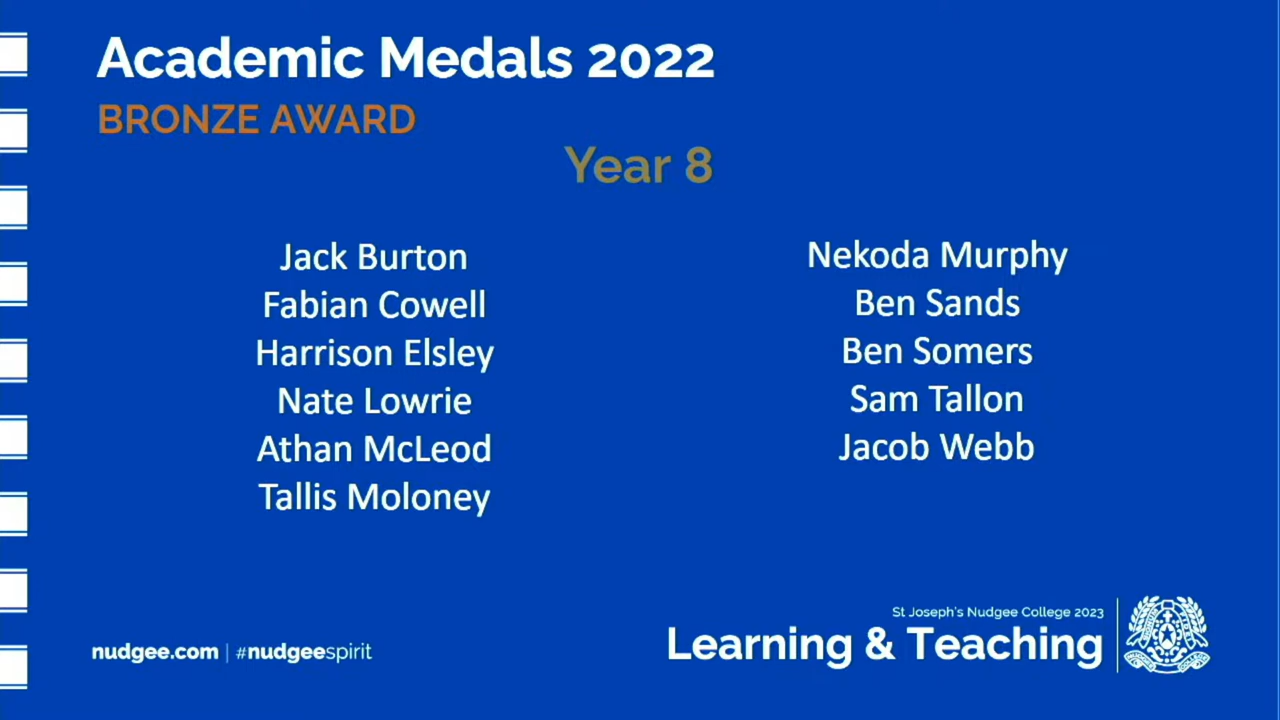 Academic Medals 2022
BRONZE AWARD
Year 8
Jack Burton
Fabian Cowell
Harrison Elsley
Nate Lowrie
Athan McLeod
Tallis Moloney
Nekoda Murphy
Ben Sands
Ben Somers
Sam Tallon
Jacob Webb
nudgee.com | #nudgeespirit
St Joseph's Nudgee College 2023
Learning & Teaching